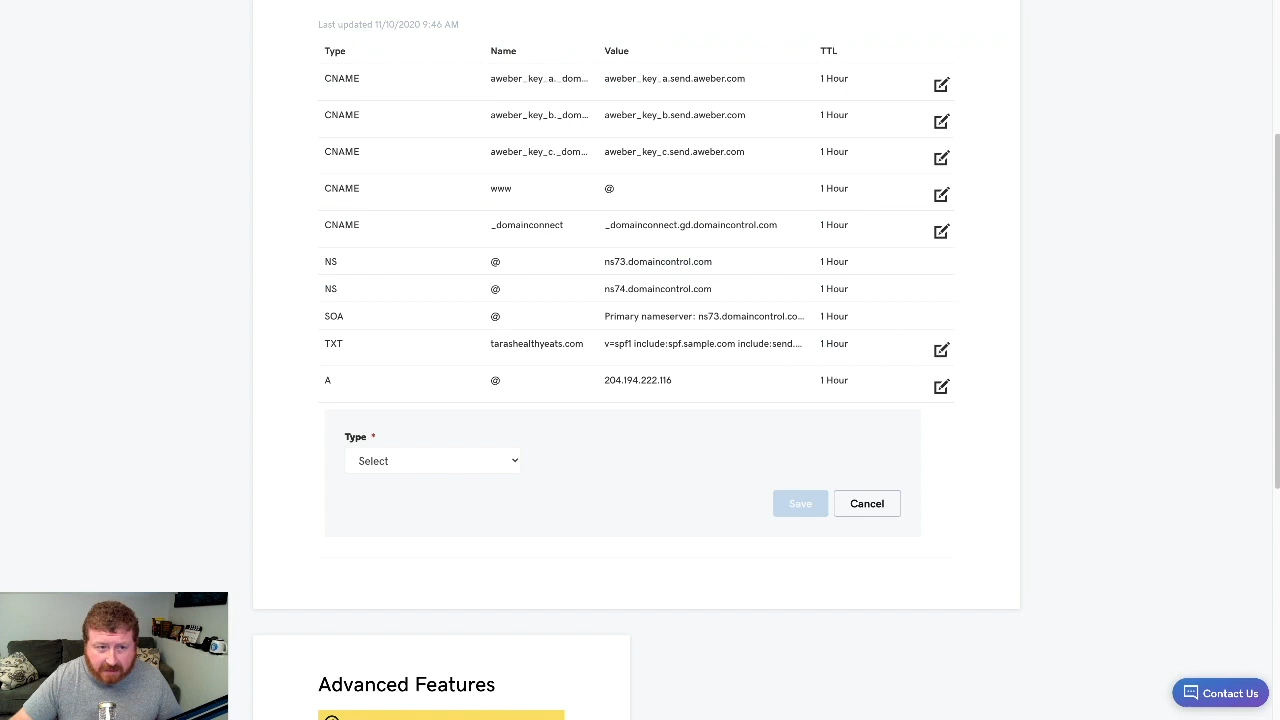 Last updated 11/10/2020 9:46 AM
Type Name Value TTL
CNAME aweber_key_a._dom... aweber_key_a.send.aweber.com 1 Hour
CNAME aweber_key_b._dom... aweber_key_b.send.aweber.com 1 Hour
CNAME aweber_key_c._dom... aweber_key_c.send.aweber.com 1 Hour
CNAME www @ 1 Hour
CNAME _domainconnect _domainconnect.gd.domaincontrol.com 1 Hour
NS @ ns73.domaincontrol.com 1 Hour
NS @ ns74.domaincontrol.com 1 Hour
SOA @ Primary nameserver: ns73.domaincontrol.co... 1 Hour
TXT tarashealthyeats.com v=spf1 include:spf.sample.com include:send.... 1 Hour
A @ 204.194.222.116 1 Hour
Type *
Select
Save Cancel
Advanced Features
Contact Us